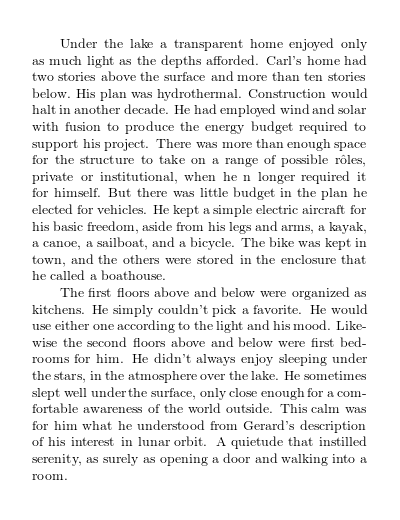 Under the lake a transparent home enjoyed only
as much light as the depths afforded. Carl's home had
two stories above the surface and more than ten stories
below. His plan was hydrothermal. Construction would
halt in another decade. He had employed wind and solar
with fusion to produce the energy budget required to
support his project. There was more than enough space
for the structure to take on a range of possible rôles,
private or institutional, when he n longer required it
for himself. But there was little budget in the plan he
elected for vehicles. He kept a simple electric aircraft for
his basic freedom, aside from his legs and arms, a kayak,
a canoe, a sailboat, and a bicycle. The bike was kept in
town, and the others were stored in the enclosure that
he called a boathouse.
The first floors above and below were organized as
kitchens. He simply couldn't pick a favorite. He would
use either one according to the light and his mood. Like-
wise the second floors above and below were first bed-
rooms for him. He didn't always enjoy sleeping under
the stars, in the atmosphere over the lake. He sometimes
slept well under the surface, only close enough for a com-
fortable awareness of the world outside. This calm was
for him what he understood from Gerard's description
of his interest in lunar orbit. A quietude that instilled
serenity, as surely as opening a door and walking into a
room.